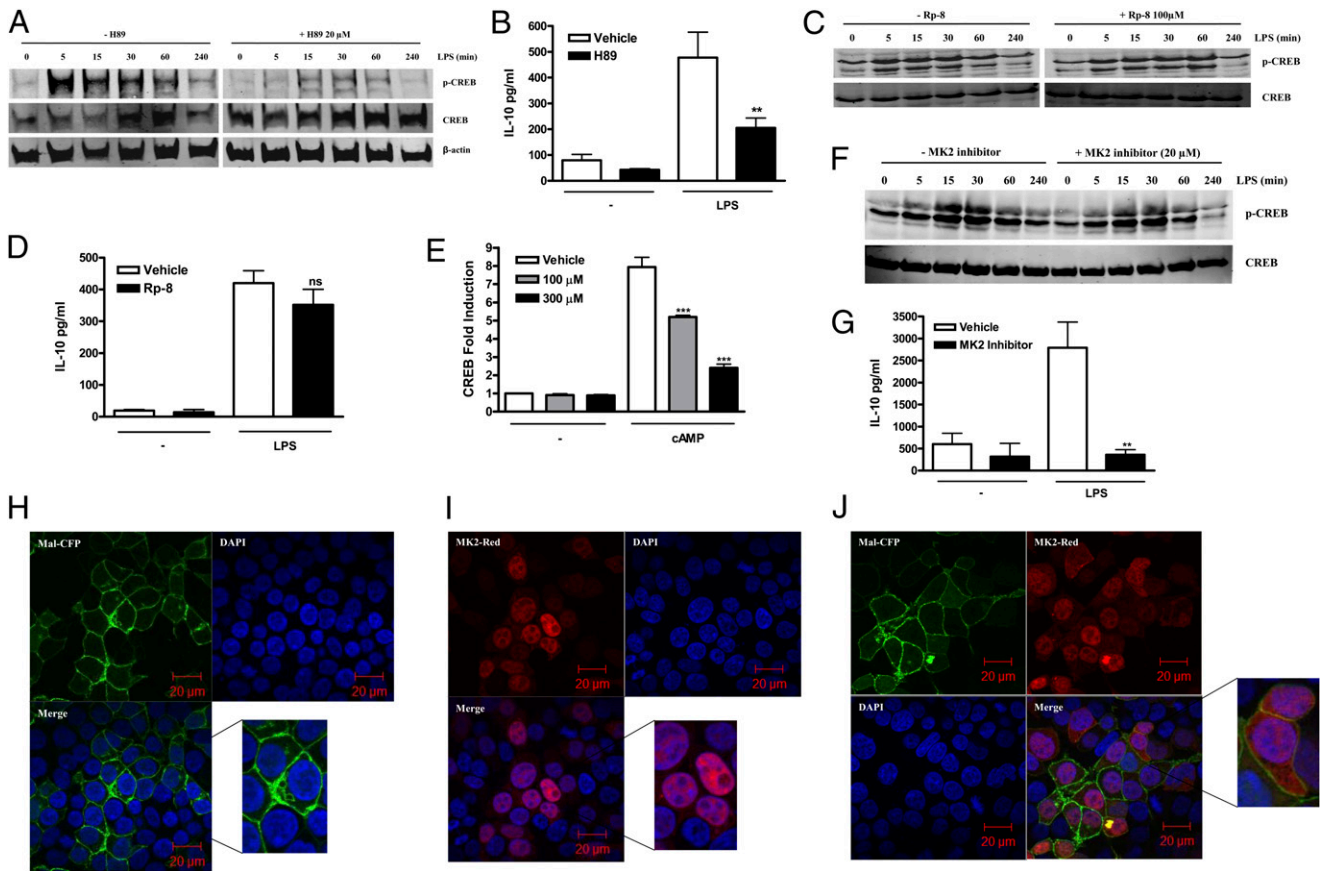 A
- H89
+ H89 20 µM
0 5 15 30 60 240 0 5 15 30 60 240 LPS (min)
p-CREB
CREB
β-actin
B
Vehicle
H89
IL-10 pg/ml
600
500
400
300
200
100
0
**
-
LPS
C
- Rp-8
+ Rp-8 100µM
LPS (min)
0 5 15 30 60 240 0 5 15 30 60 240
p-CREB
CREB
D
Vehicle
Rp-8
IL-10 pg/ml
500
400
300
200
100
0
ns
-
LPS
E
Vehicle
100 µM
300 µM
CREB Fold Induction
9
8
7
6
5
4
3
2
1
0
***
***
-
cAMP
F
- MK2 inhibitor
+ MK2 inhibitor (20 µM)
0 5 15 30 60 240 0 5 15 30 60 240 LPS (min)
p-CREB
CREB
G
Vehicle
MK2 Inhibitor
IL-10 pg/ml
3500
3000
2500
2000
1500
1000
500
0
**
-
LPS
H
Mal-CFP
DAPI
20 µm
20 µm
Merge
20 µm
I
MK2-Red
DAPI
20 µm
20 µm
Merge
20 µm
J
Mal-CFP
MK2-Red
20 µm
20 µm
DAPI
Merge
20 µm
20 µm